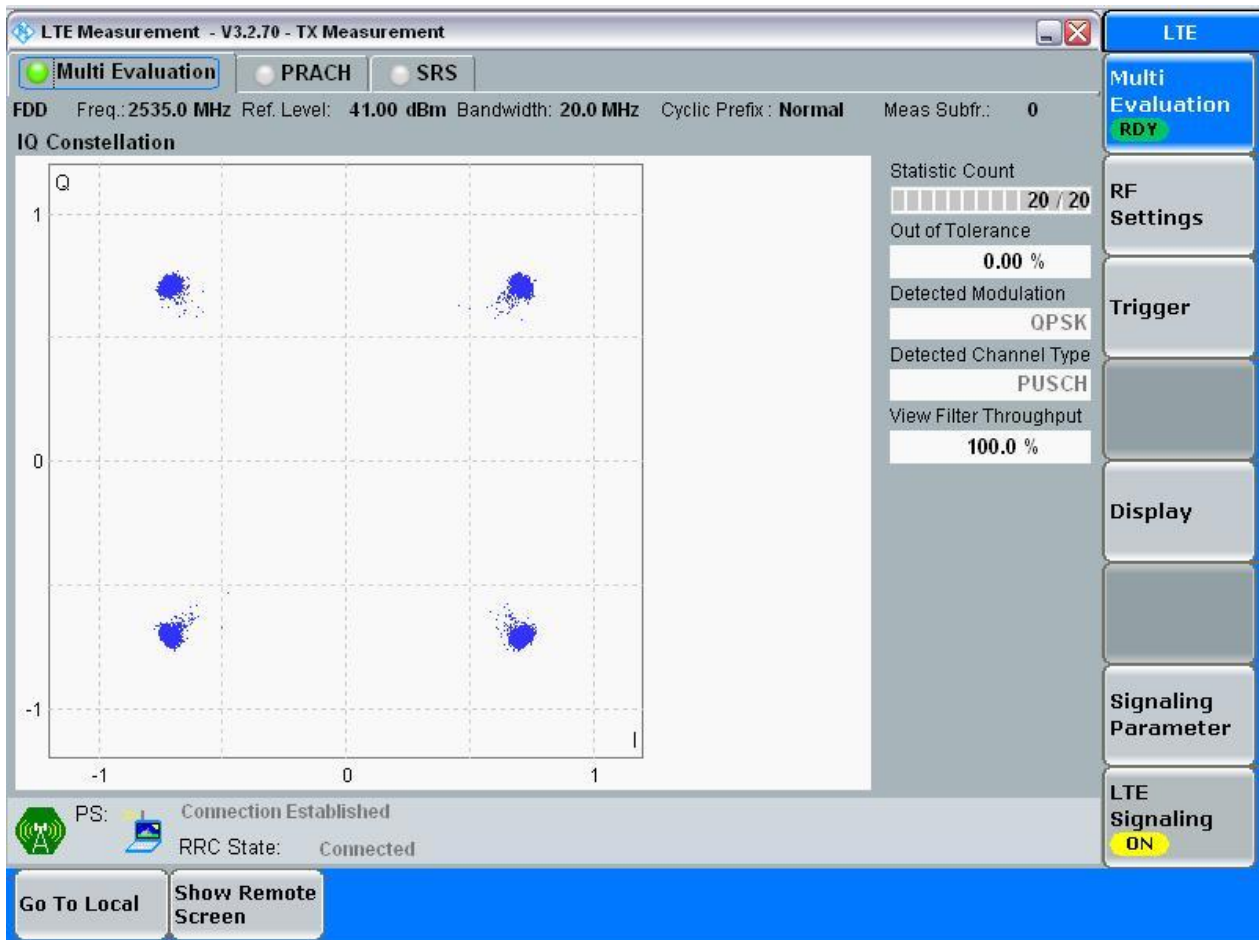 LTE Measurement - V3.2.70 - TX Measurement
LTE
Multi Evaluation PRACH SRS
FDD Freq.: 2535.0 MHz Ref. Level: 41.00 dBm Bandwidth: 20.0 MHz Cyclic Prefix : Normal Meas Subfr.: 0
IQ Constellation
Q
1
0
-1
I
-1 0 1
Statistic Count
20 / 20
Out of Tolerance
0.00 %
Detected Modulation
QPSK
Detected Channel Type
PUSCH
View Filter Throughput
100.0 %
Multi
Evaluation
RDY
RF
Settings
Trigger
Display
Signaling
Parameter
LTE
Signaling
ON
PS: Connection Established
RRC State: Connected
Go To Local
Show Remote
Screen